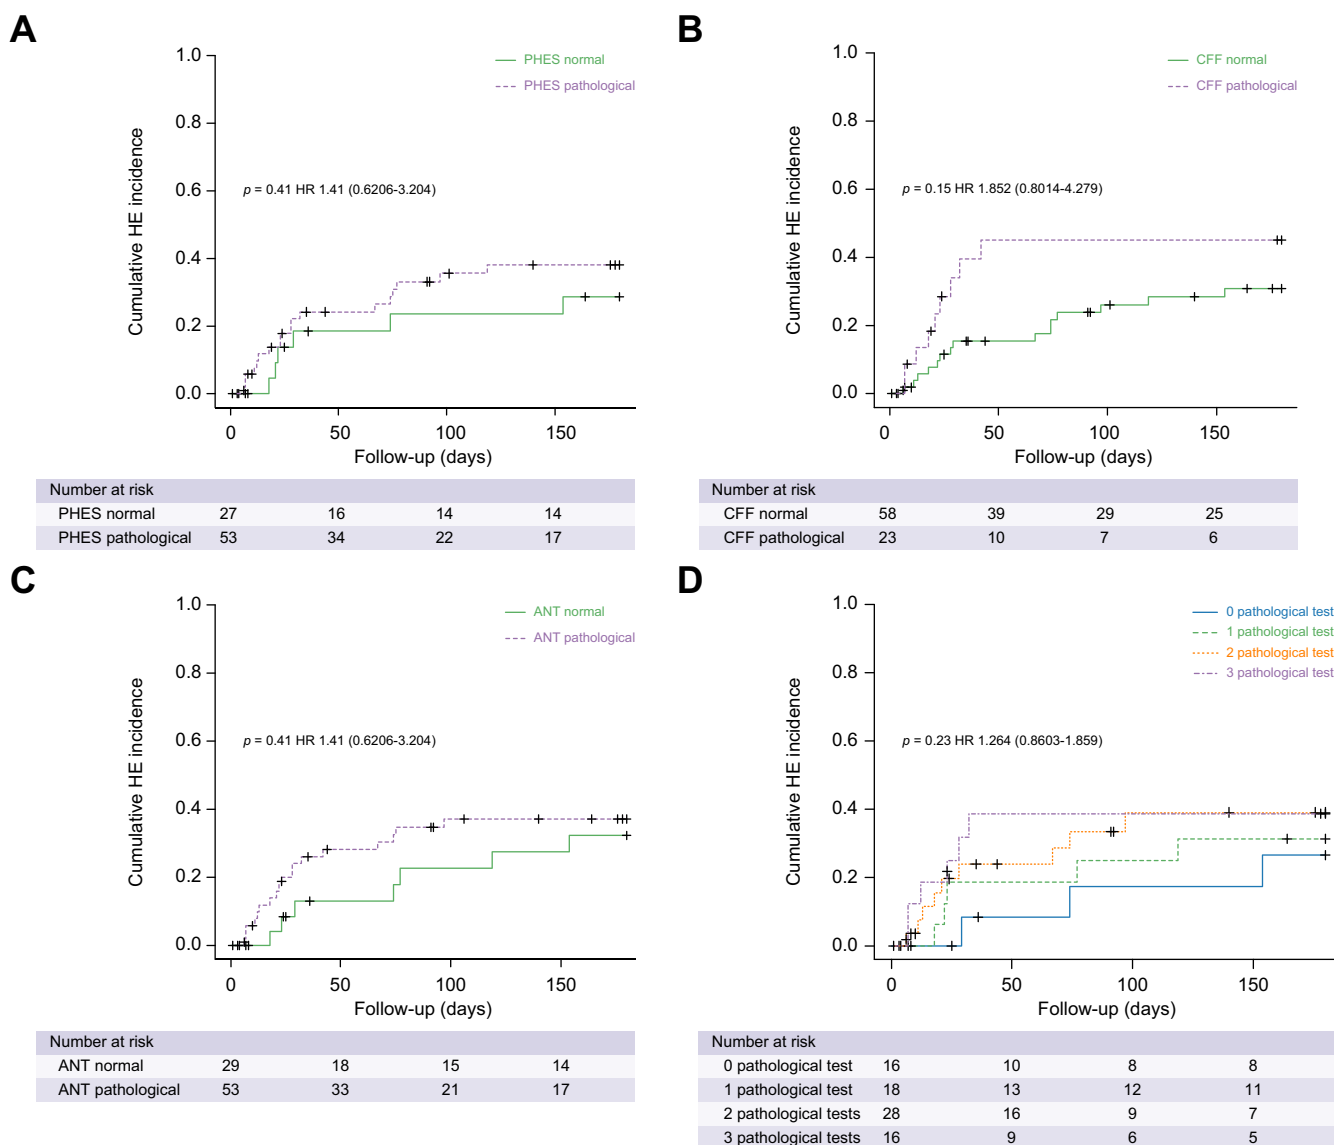 A
1.0
0.8
0.6
0.4
0.2
0.0
Cumulative HE incidence
PHES normal
PHES pathological
p = 0.41 HR 1.41 (0.6206-3.204)
0 50 100 150
Follow-up (days)
Number at risk
PHES normal 27 16 14 14
PHES pathological 53 34 22 17
B
1.0
0.8
0.6
0.4
0.2
0.0
Cumulative HE incidence
CFF normal
CFF pathological
p = 0.15 HR 1.852 (0.8014-4.279)
0 50 100 150
Follow-up (days)
Number at risk
CFF normal 58 39 29 25
CFF pathological 23 10 7 6
C
1.0
0.8
0.6
0.4
0.2
0.0
Cumulative HE incidence
ANT normal
ANT pathological
p = 0.41 HR 1.41 (0.6206-3.204)
0 50 100 150
Follow-up (days)
Number at risk
ANT normal 29 18 15 14
ANT pathological 53 33 21 17
D
1.0
0.8
0.6
0.4
0.2
0.0
Cumulative HE incidence
0 pathological test
1 pathological test
2 pathological test
3 pathological test
p = 0.23 HR 1.264 (0.8603-1.859)
0 50 100 150
Follow-up (days)
Number at risk
0 pathological test 16 10 8 8
1 pathological test 18 13 12 11
2 pathological tests 28 16 9 7
3 pathological tests 16 9 6 5